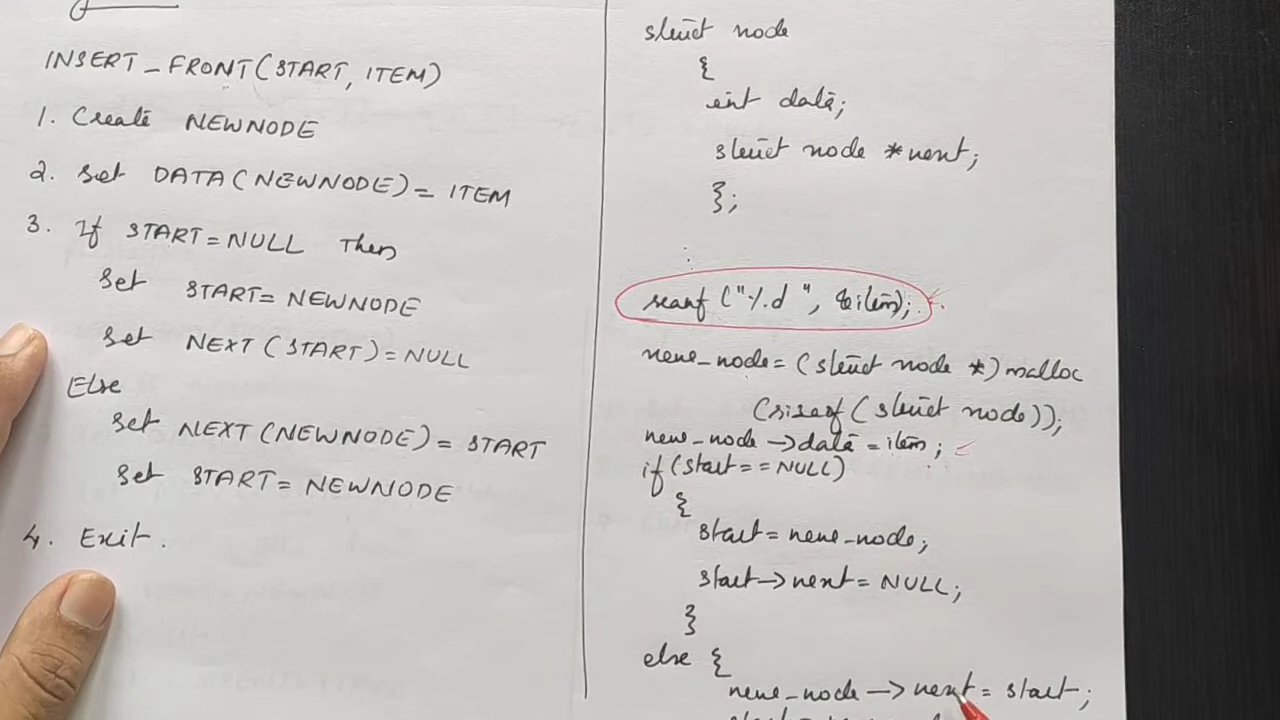 INSERT_FRONT(START, ITEM)
1. Create NEWNODE
2. Set DATA(NEWNODE) = ITEM
3. If START = NULL Then
Set START = NEWNODE
Set NEXT(START) = NULL
Else
Set NEXT(NEWNODE) = START
Set START = NEWNODE
4. Exit.
struct node
{
int data;
struct node *next;
};
scanf ("%d", &item);
new_node = (struct node *) malloc
(sizeof(struct node));
new_node -> data = item;
if (start == NULL)
{
start = new_node;
start -> next = NULL;
}
else {
new_node -> next = start;